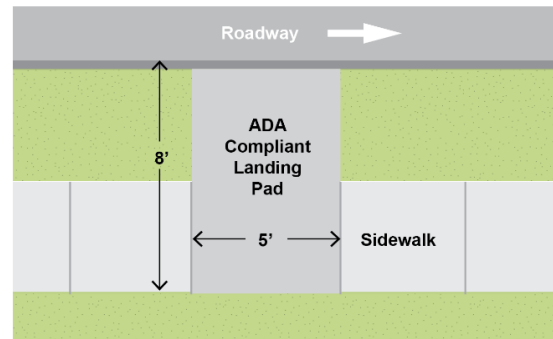 Roadway
ADA
Compliant
Landing
Pad
8’
5’
Sidewalk